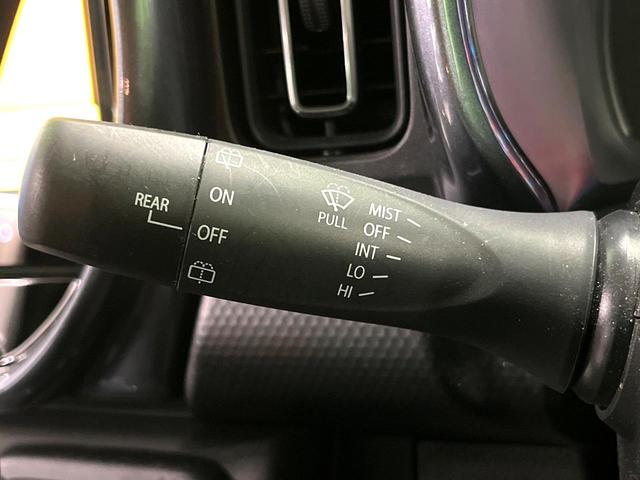 REAR
ON
OFF
PULL
MIST
OFF
INT
LO
HI